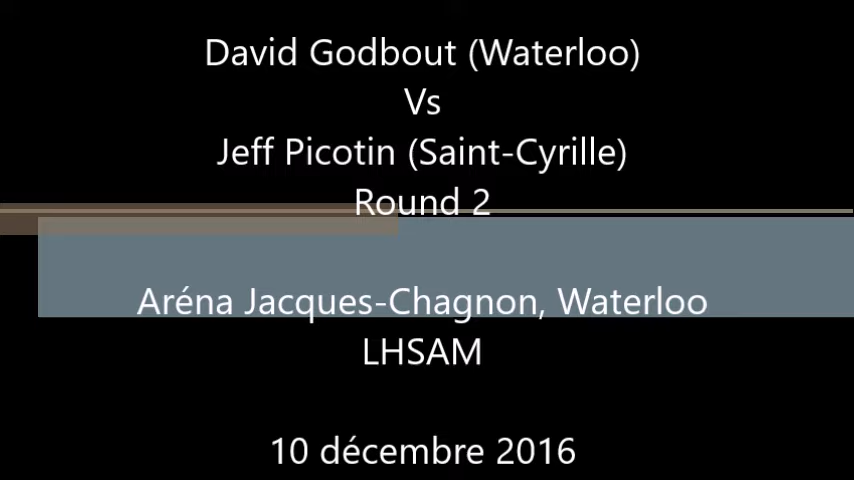 David Godbout (Waterloo)
Vs
Jeff Picotin (Saint-Cyrille)
Round 2
Aréna Jacques-Chagnon, Waterloo
LHSAM
10 décembre 2016